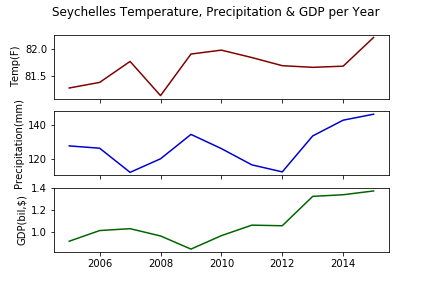 Seychelles Temperature, Precipitation & GDP per Year
Temp(F)
82.0
81.5
Precipitation(mm)
140
120
GDP(bil,$)
1.4
1.2
1.0
2006 2008 2010 2012 2014